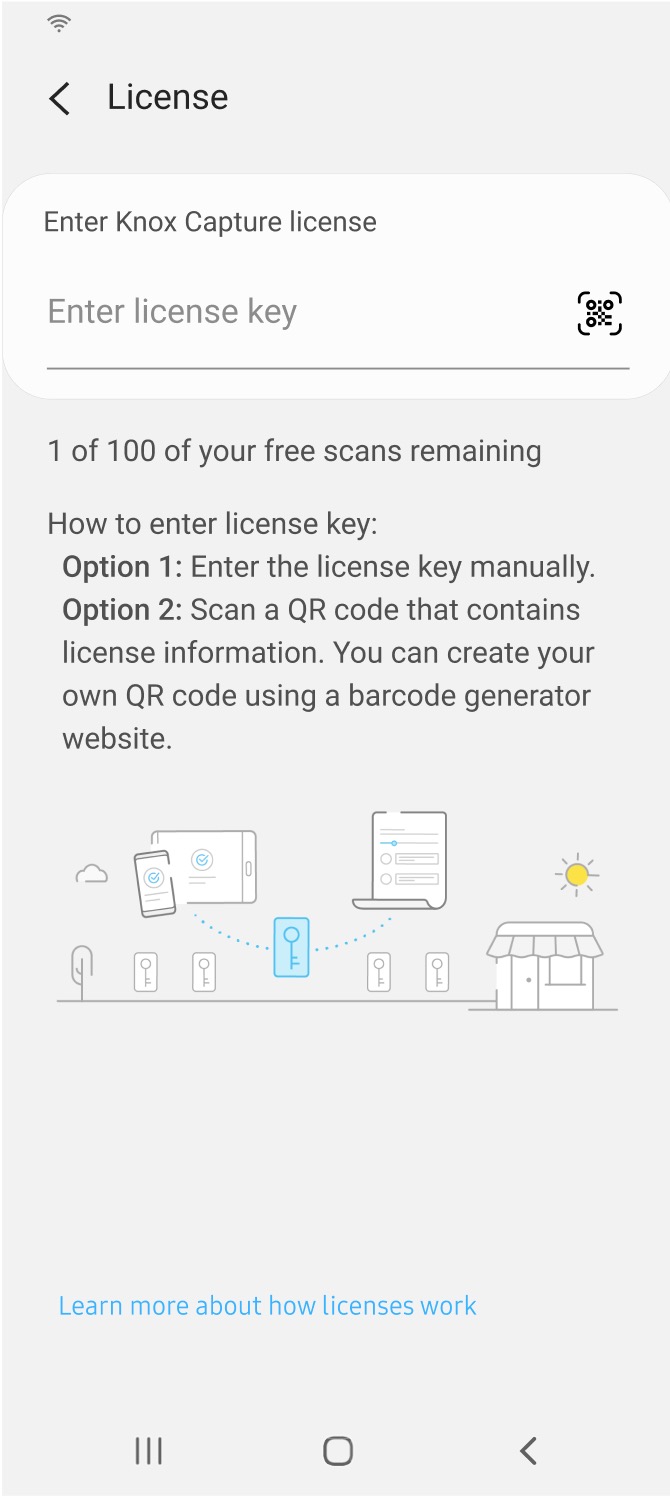 License
Enter Knox Capture license
Enter license key
1 of 100 of your free scans remaining
How to enter license key:
Option 1: Enter the license key manually.
Option 2: Scan a QR code that contains
license information. You can create your
own QR code using a barcode generator
website.
Learn more about how licenses work